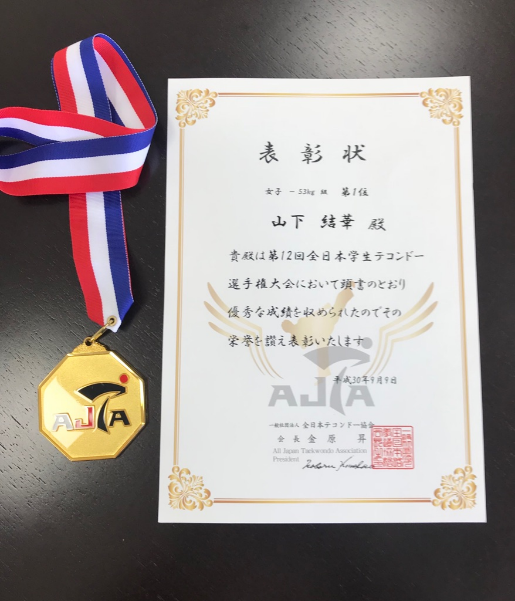 表彰状
女子 －53kg 組 第1位
山下 結華 殿
貴殿は第12回全日本学生テコンドー
選手権大会において頭書のとおり
優秀な成績を収められたのでその
栄誉を讃え表彰いたします
AJTA
平成30年9月9日
一般社団法人 全日本テコンドー協会
会長 金原 昇
All Japan Taekwondo Association
President
AJTA